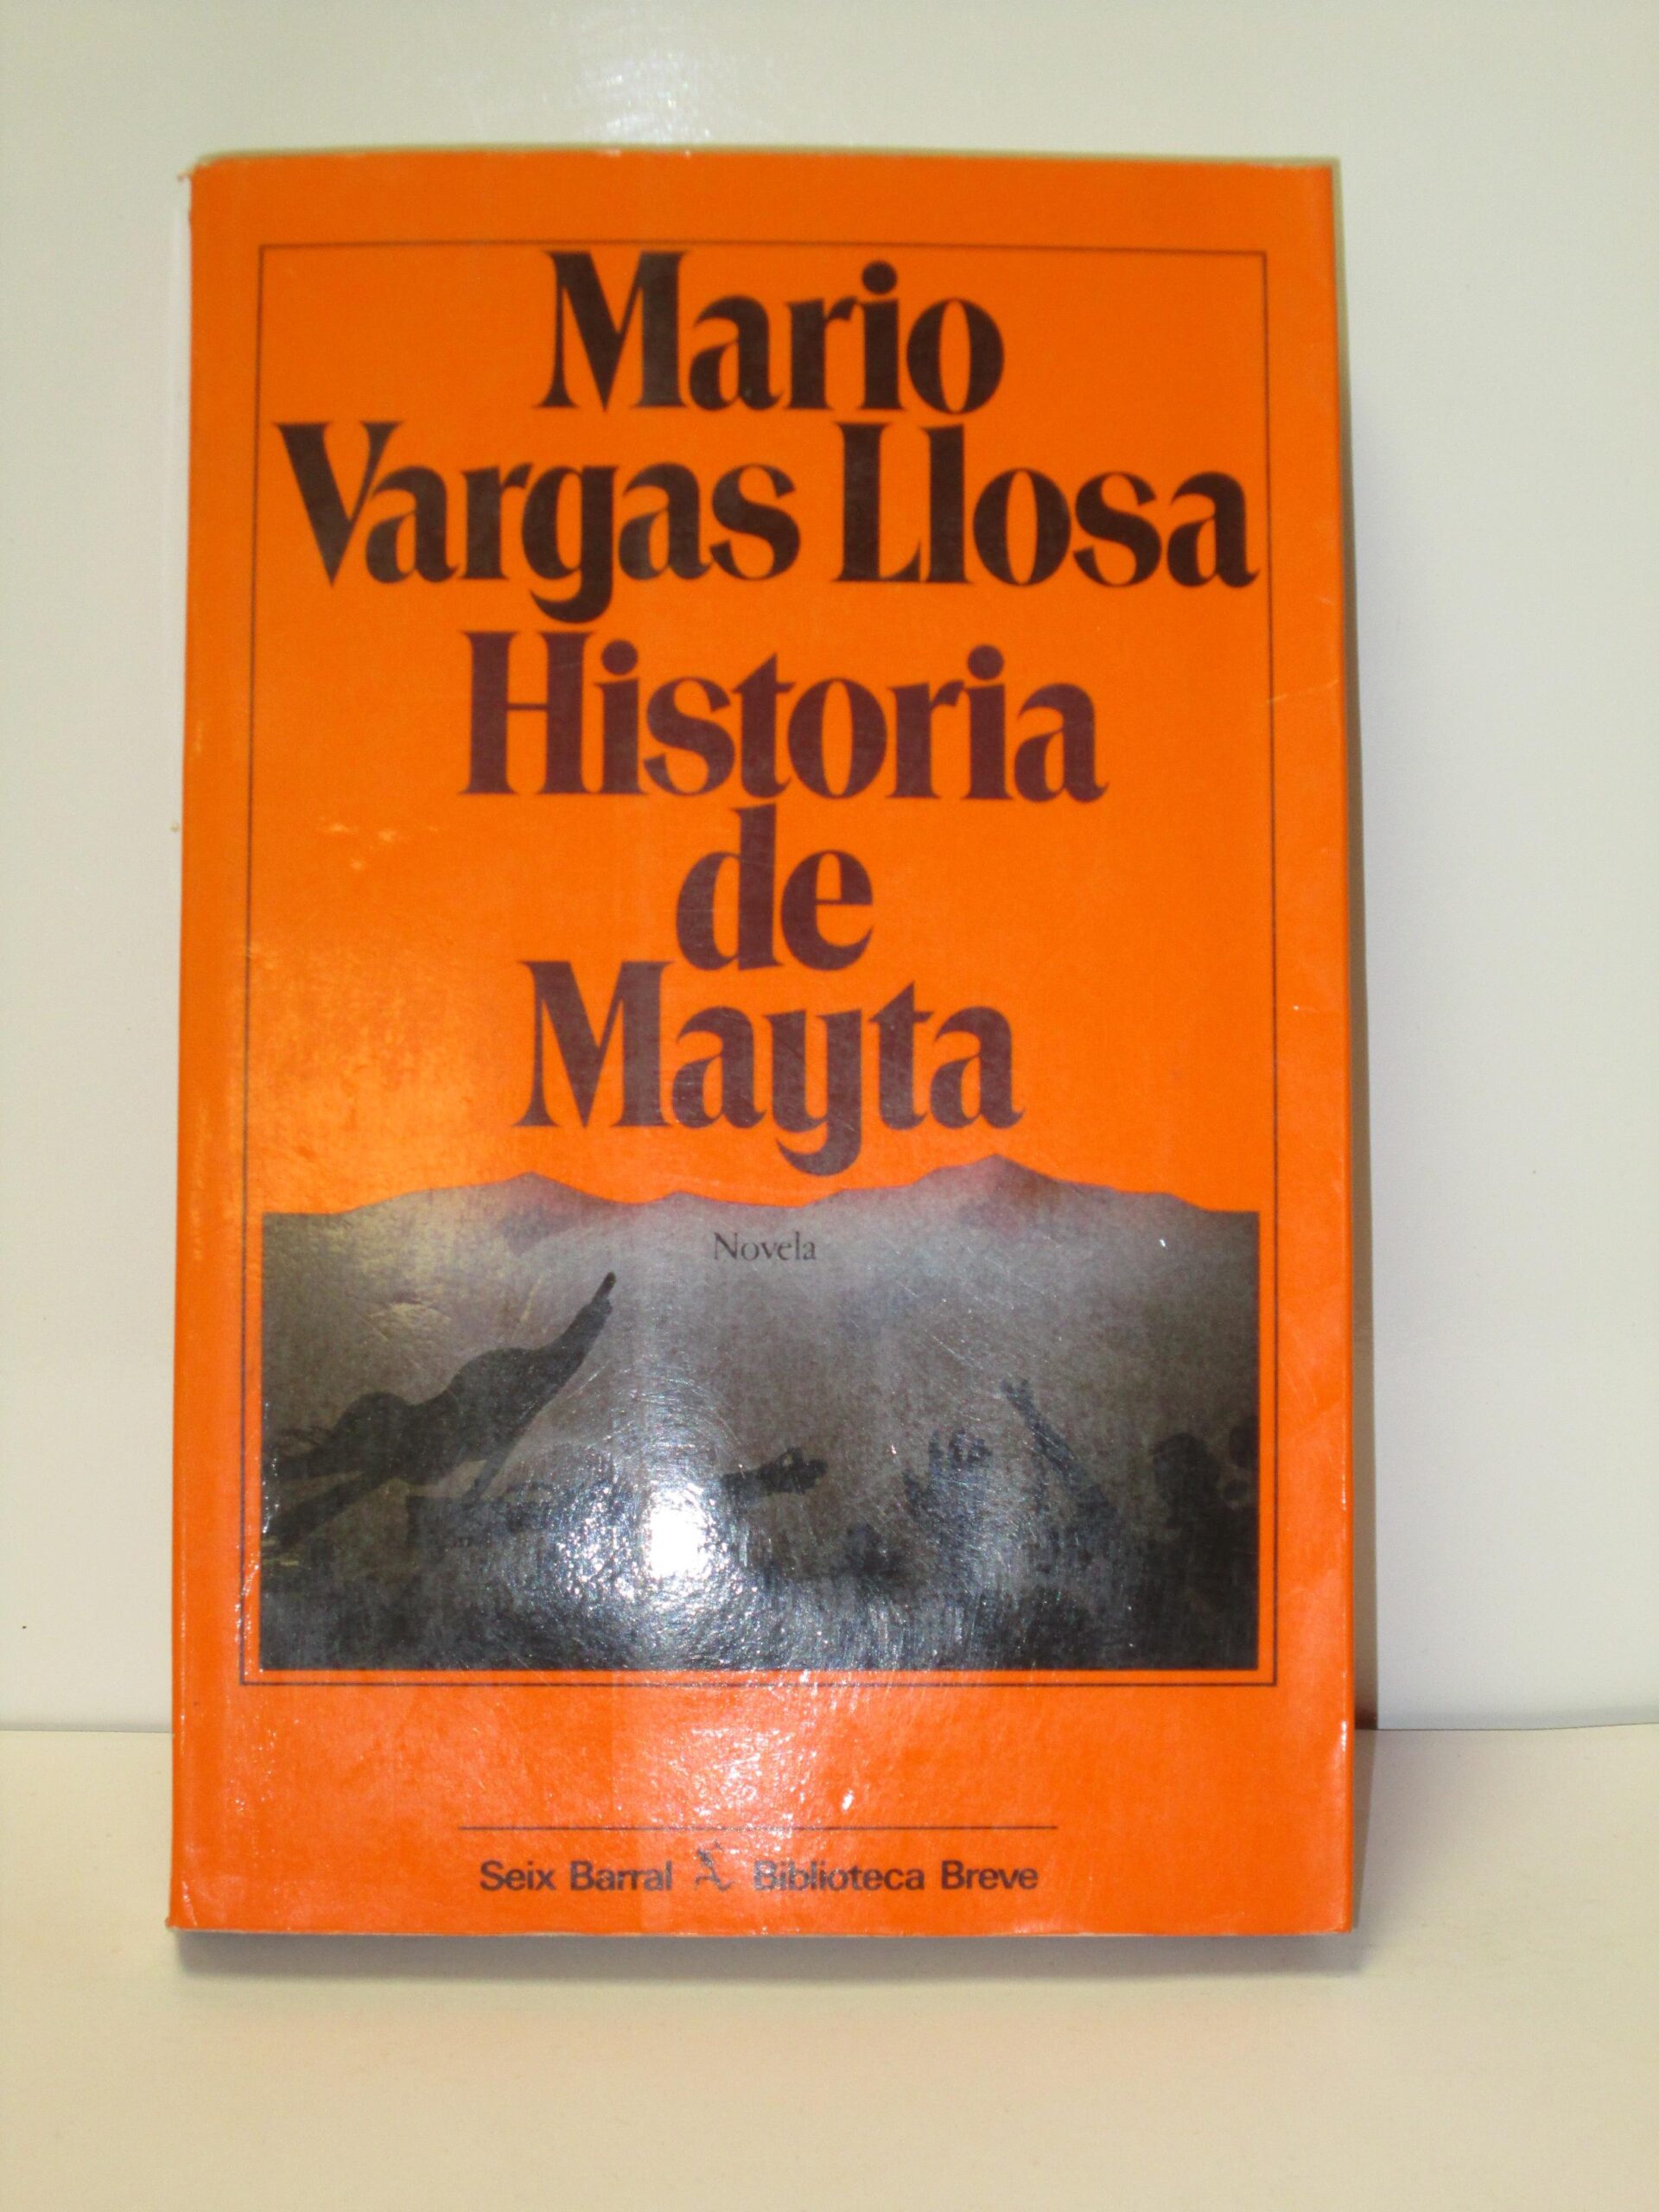 Mario
Vargas Llosa
Historia
de
Mayta
Novela
Seix Barral Biblioteca Breve